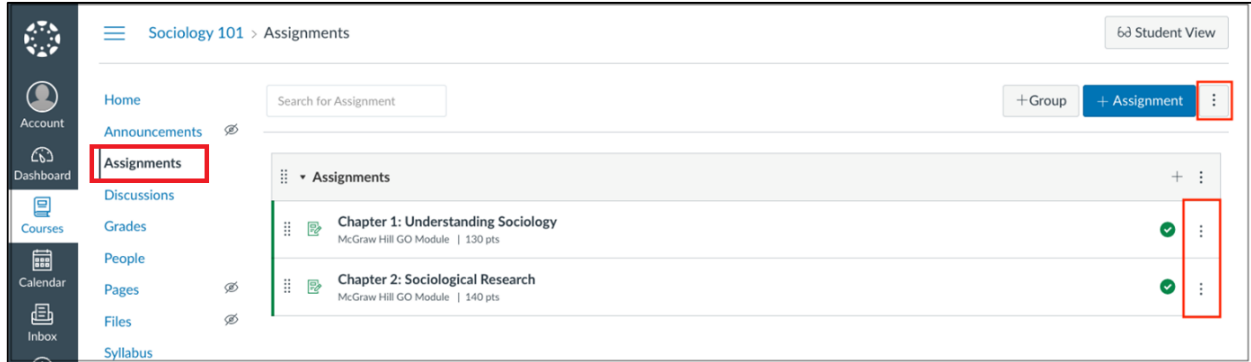 Sociology 101 > Assignments
Student View
Account
Dashboard
Courses
Calendar
Inbox
Home
Announcements
Assignments
Discussions
Grades
People
Pages
Files
Syllabus
Search for Assignment
+Group
+ Assignment
Assignments
Chapter 1: Understanding Sociology
McGraw Hill GO Module | 130 pts
Chapter 2: Sociological Research
McGraw Hill GO Module | 140 pts